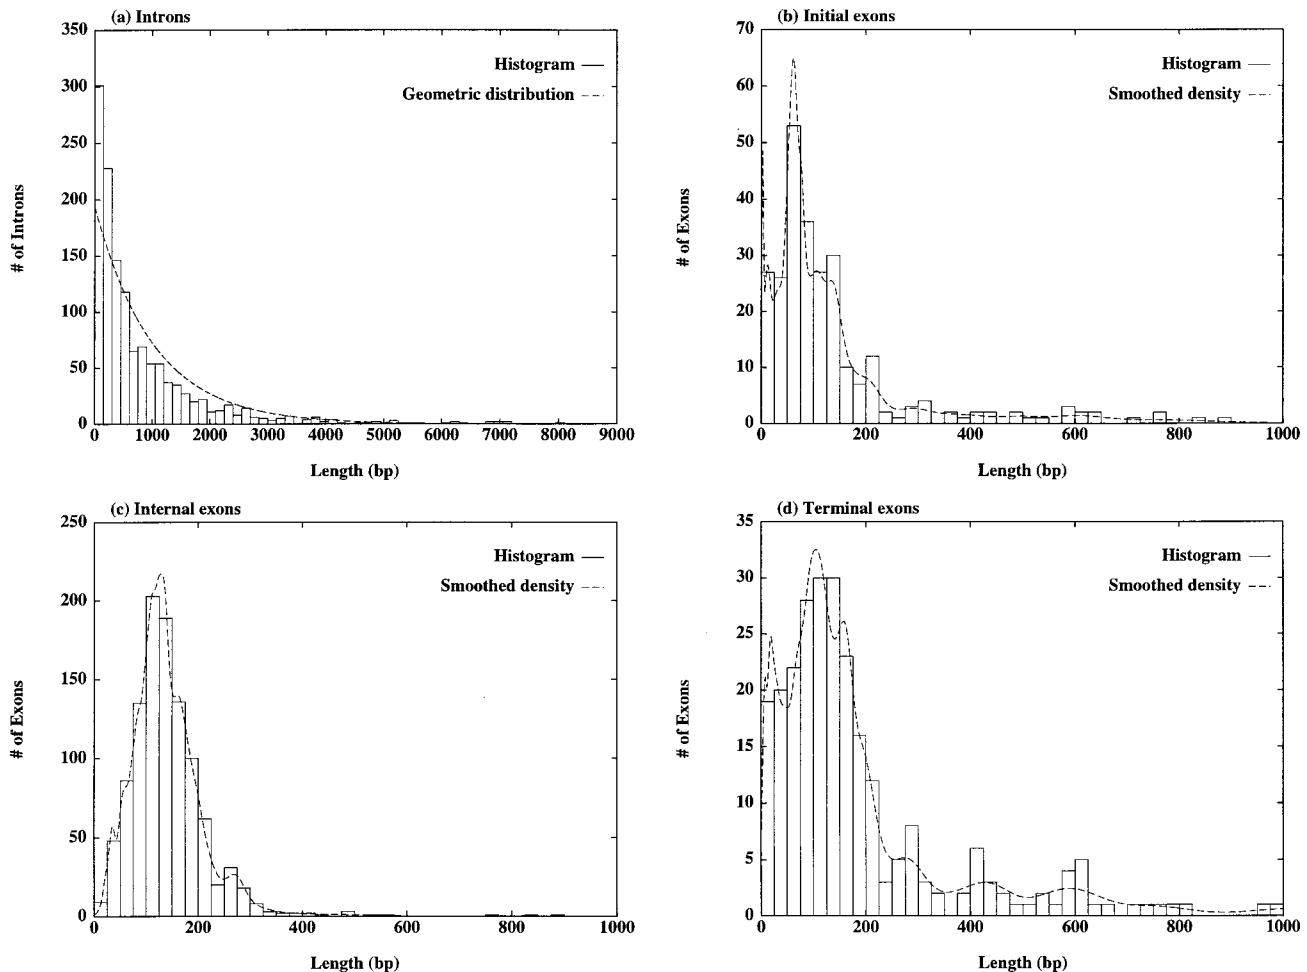 (a) Introns
350
300
250
200
150
100
50
0
# of Introns
Histogram
Geometric distribution
0 1000 2000 3000 4000 5000 6000 7000 8000 9000
Length (bp)
(b) Initial exons
70
60
50
40
30
20
10
0
# of Exons
Histogram
Smoothed density
0 200 400 600 800 1000
Length (bp)
(c) Internal exons
250
200
150
100
50
0
# of Exons
Histogram
Smoothed density
0 200 400 600 800 1000
Length (bp)
(d) Terminal exons
35
30
25
20
15
10
5
0
# of Exons
Histogram
Smoothed density
0 200 400 600 800 1000
Length (bp)